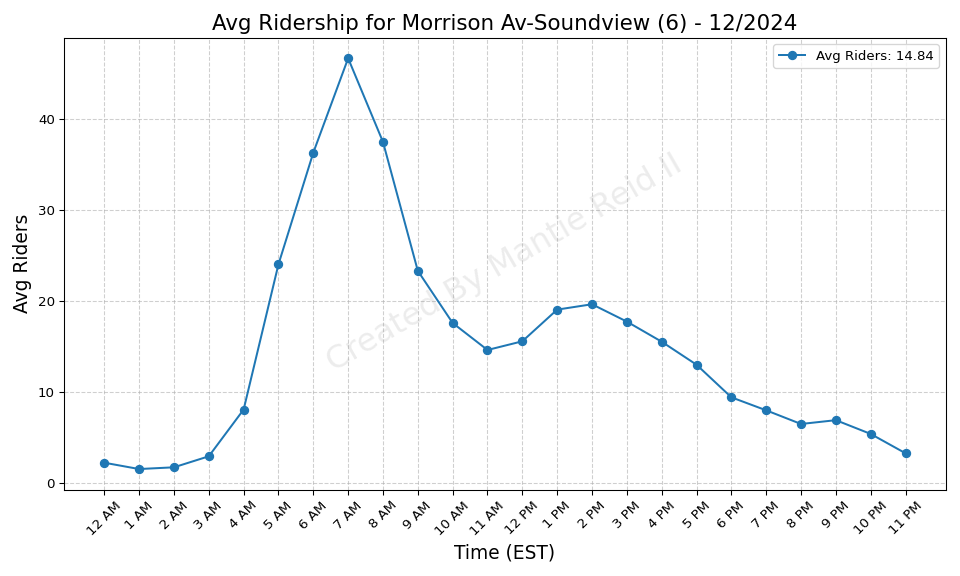 Avg Ridership for Morrison Av-Soundview (6) - 12/2024
Avg Riders: 14.84
Avg Riders
40
30
20
10
0
Created By Mantie Reid II
12 AM
1 AM
2 AM
3 AM
4 AM
5 AM
6 AM
7 AM
8 AM
9 AM
10 AM
11 AM
12 PM
1 PM
2 PM
3 PM
4 PM
5 PM
6 PM
7 PM
8 PM
9 PM
10 PM
11 PM
Time (EST)